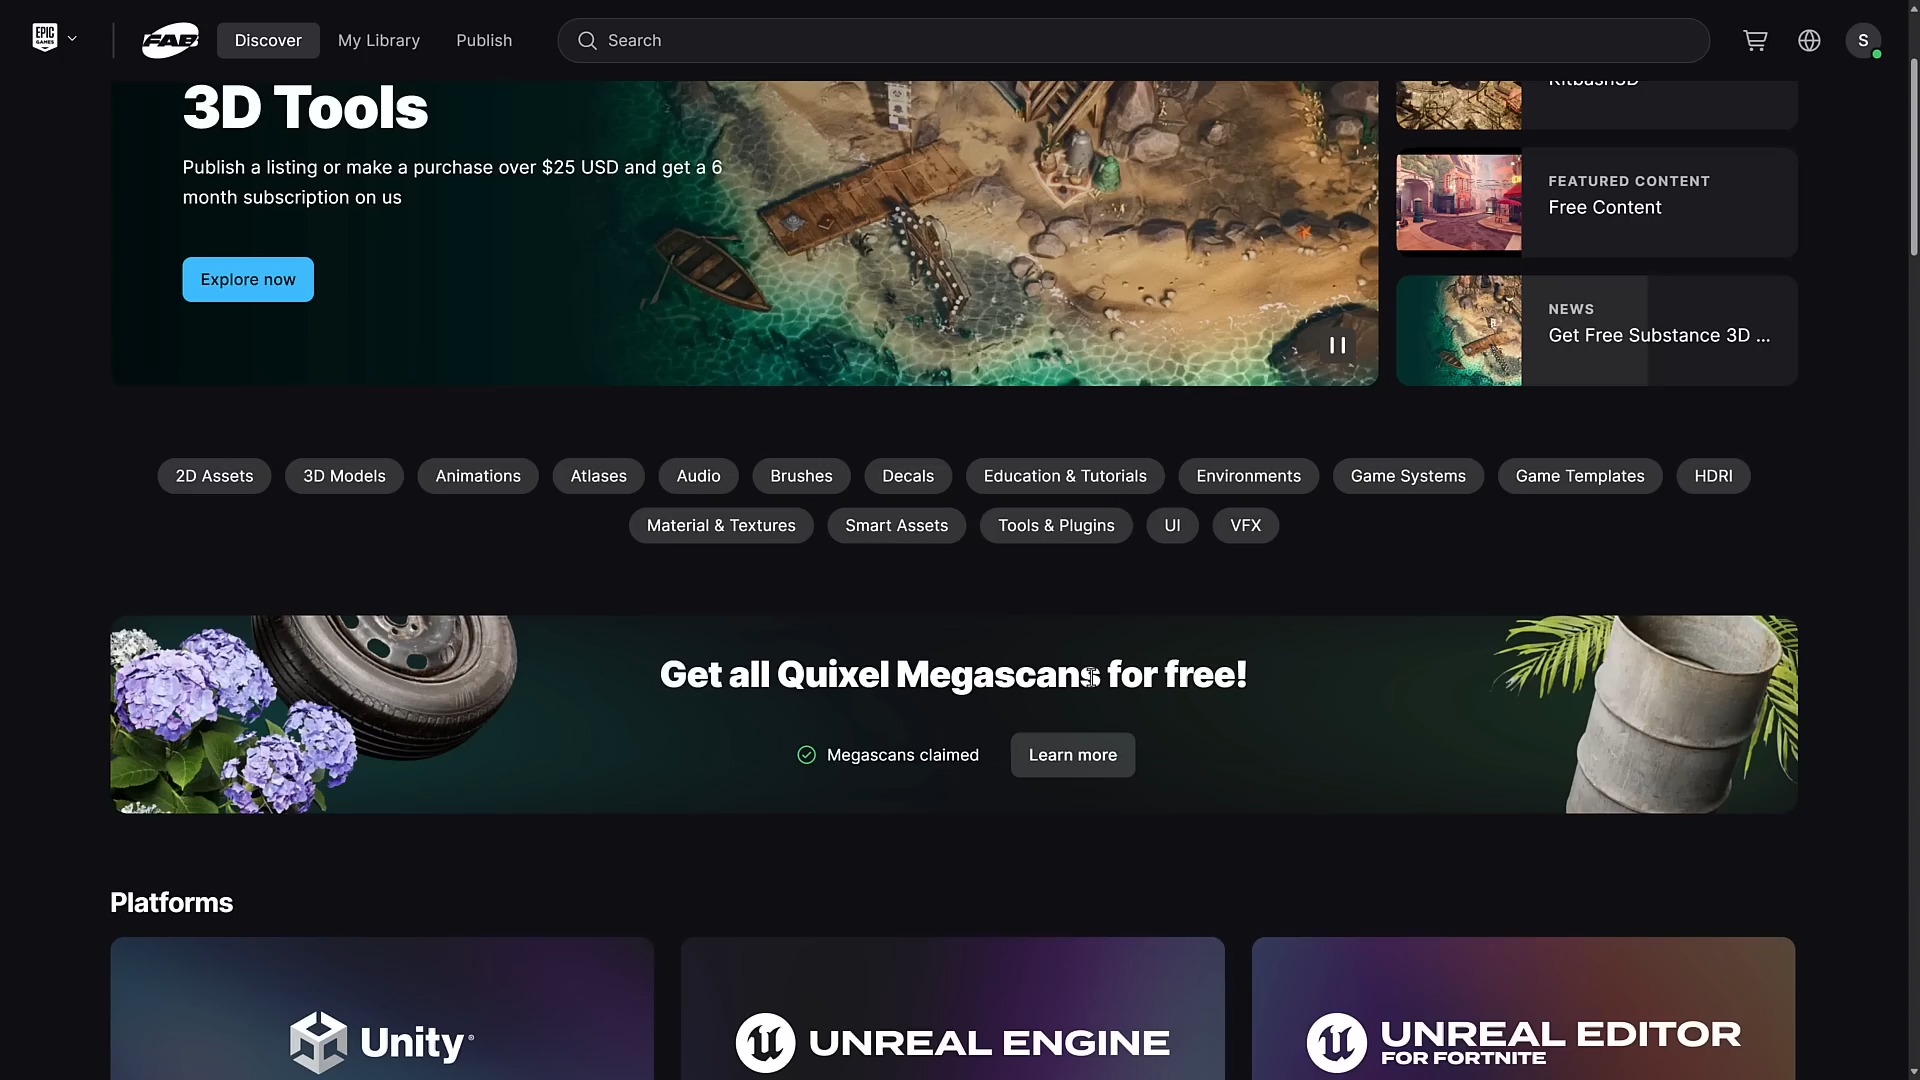 EPIC GAMES
FAB
Discover
My Library
Publish
Search
S
3D Tools
Publish a listing or make a purchase over $25 USD and get a 6
month subscription on us
Explore now
KitBash3D
FEATURED CONTENT
Free Content
NEWS
Get Free Substance 3D ...
2D Assets
3D Models
Animations
Atlases
Audio
Brushes
Decals
Education & Tutorials
Environments
Game Systems
Game Templates
HDRI
Material & Textures
Smart Assets
Tools & Plugins
UI
VFX
Get all Quixel Megascans for free!
Megascans claimed
Learn more
Platforms
Unity
UNREAL ENGINE
UNREAL EDITOR
FOR FORTNITE